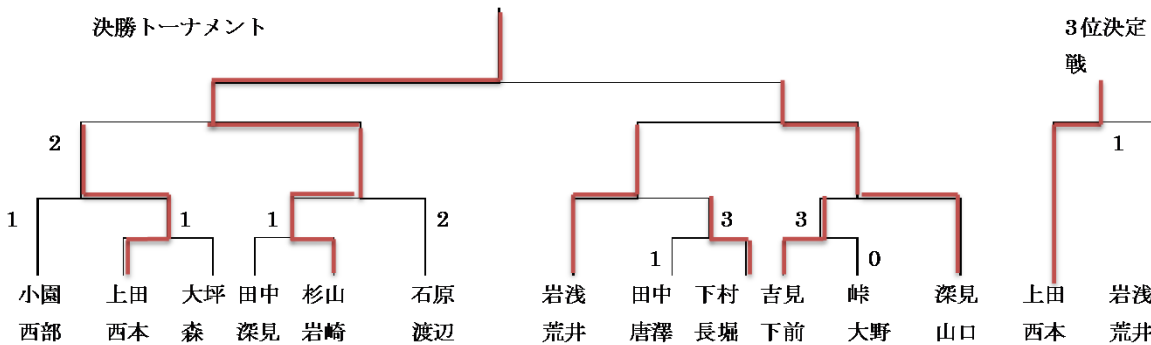 決勝トーナメント
3位決定
戦
2
1
1
1
1
2
3
3
1
0
小園 上田 大坪 田中 杉山 石原 岩浅 田中 下村 吉見 峠 深見 上田 岩浅
西部 西本 森 深見 岩崎 渡辺 荒井 唐澤 長堀 下前 大野 山口 西本 荒井